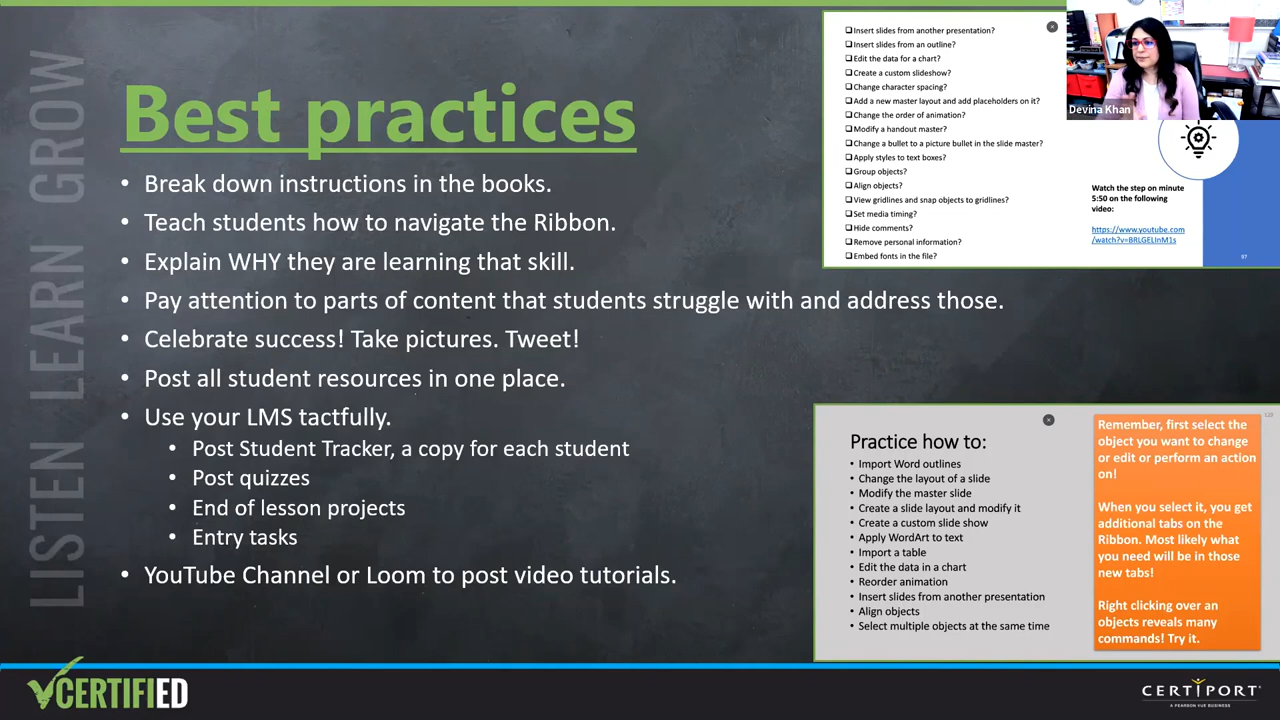 LISTEN LEARN GROW
Best practices
• Break down instructions in the books.
• Teach students how to navigate the Ribbon.
• Explain WHY they are learning that skill.
• Pay attention to parts of content that students struggle with and address those.
• Celebrate success! Take pictures. Tweet!
• Post all student resources in one place.
• Use your LMS tactfully.
• Post Student Tracker, a copy for each student
• Post quizzes
• End of lesson projects
• Entry tasks
• YouTube Channel or Loom to post video tutorials.
❑Insert slides from another presentation?
❑Insert slides from an outline?
❑Edit the data for a chart?
❑Create a custom slideshow?
❑Change character spacing?
❑Add a new master layout and add placeholders on it?
❑Change the order of animation?
❑Modify a handout master?
❑Change a bullet to a picture bullet in the slide master?
❑Apply styles to text boxes?
❑Group objects?
❑Align objects?
❑View gridlines and snap objects to gridlines?
❑Set media timing?
❑Hide comments?
❑Remove personal information?
❑Embed fonts in the file?
Devina Khan
Watch the step on minute
5:50 on the following
video:
https://www.youtube.com
/watch?v=BRLGELInM1s
97
Practice how to:
• Import Word outlines
• Change the layout of a slide
• Modify the master slide
• Create a slide layout and modify it
• Create a custom slide show
• Apply WordArt to text
• Import a table
• Edit the data in a chart
• Reorder animation
• Insert slides from another presentation
• Align objects
• Select multiple objects at the same time
Remember, first select the
object you want to change
or edit or perform an action
on!
When you select it, you get
additional tabs on the
Ribbon. Most likely what
you need will be in those
new tabs!
Right clicking over an
objects reveals many
commands! Try it.
CERTIFIED
CERTIPORT
A PEARSON VUE BUSINESS